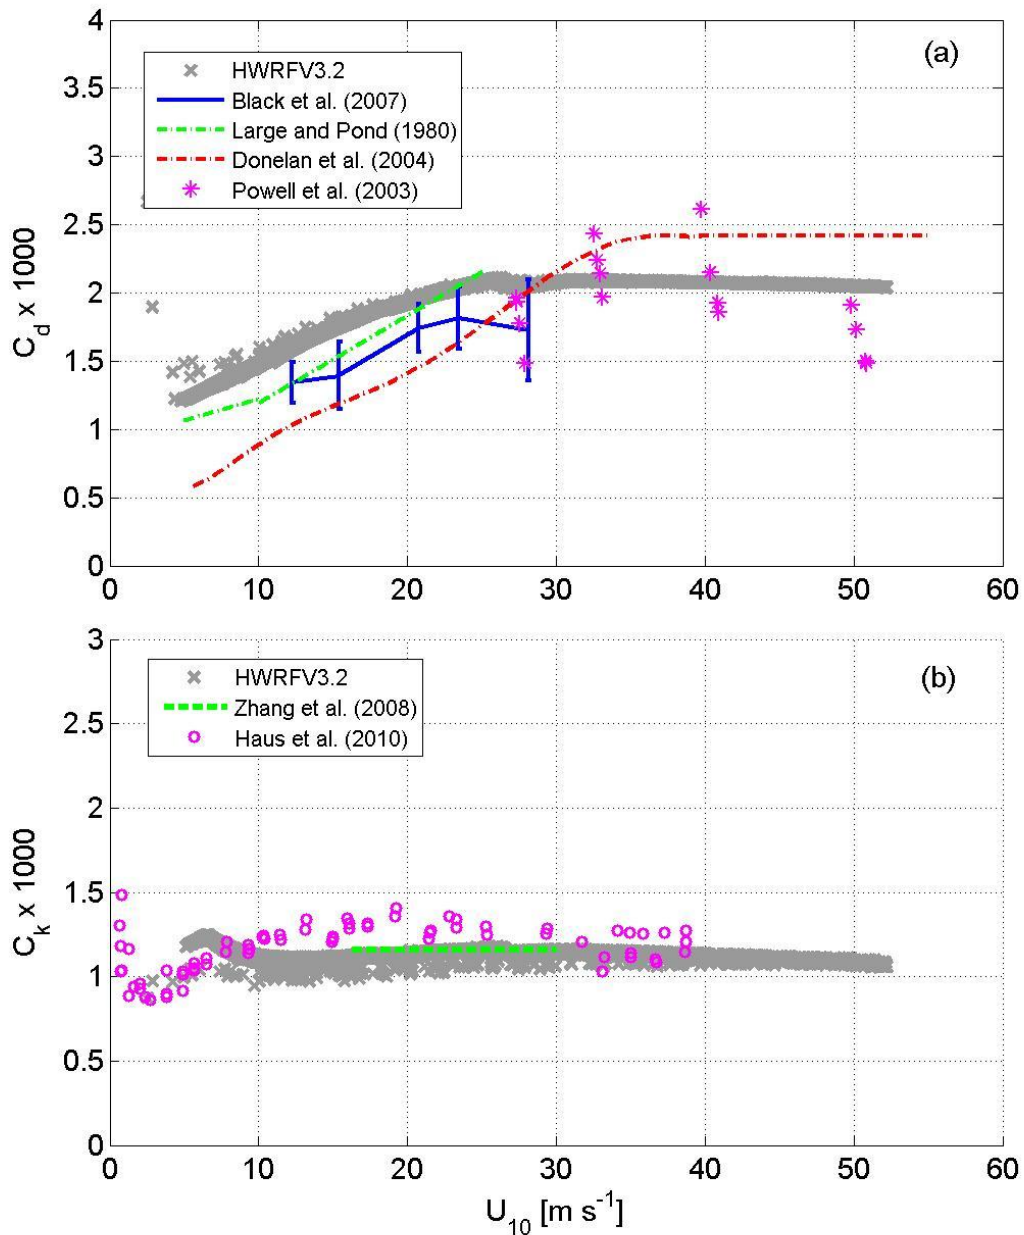 4
3.5
3
2.5
2
1.5
1
0.5
0
C_d x 1000
(a)
HWRFV3.2
Black et al. (2007)
Large and Pond (1980)
Donelan et al. (2004)
Powell et al. (2003)
0 10 20 30 40 50 60
3
2.5
2
1.5
1
0.5
0
C_k x 1000
(b)
HWRFV3.2
Zhang et al. (2008)
Haus et al. (2010)
0 10 20 30 40 50 60
U_10 [m s^-1]